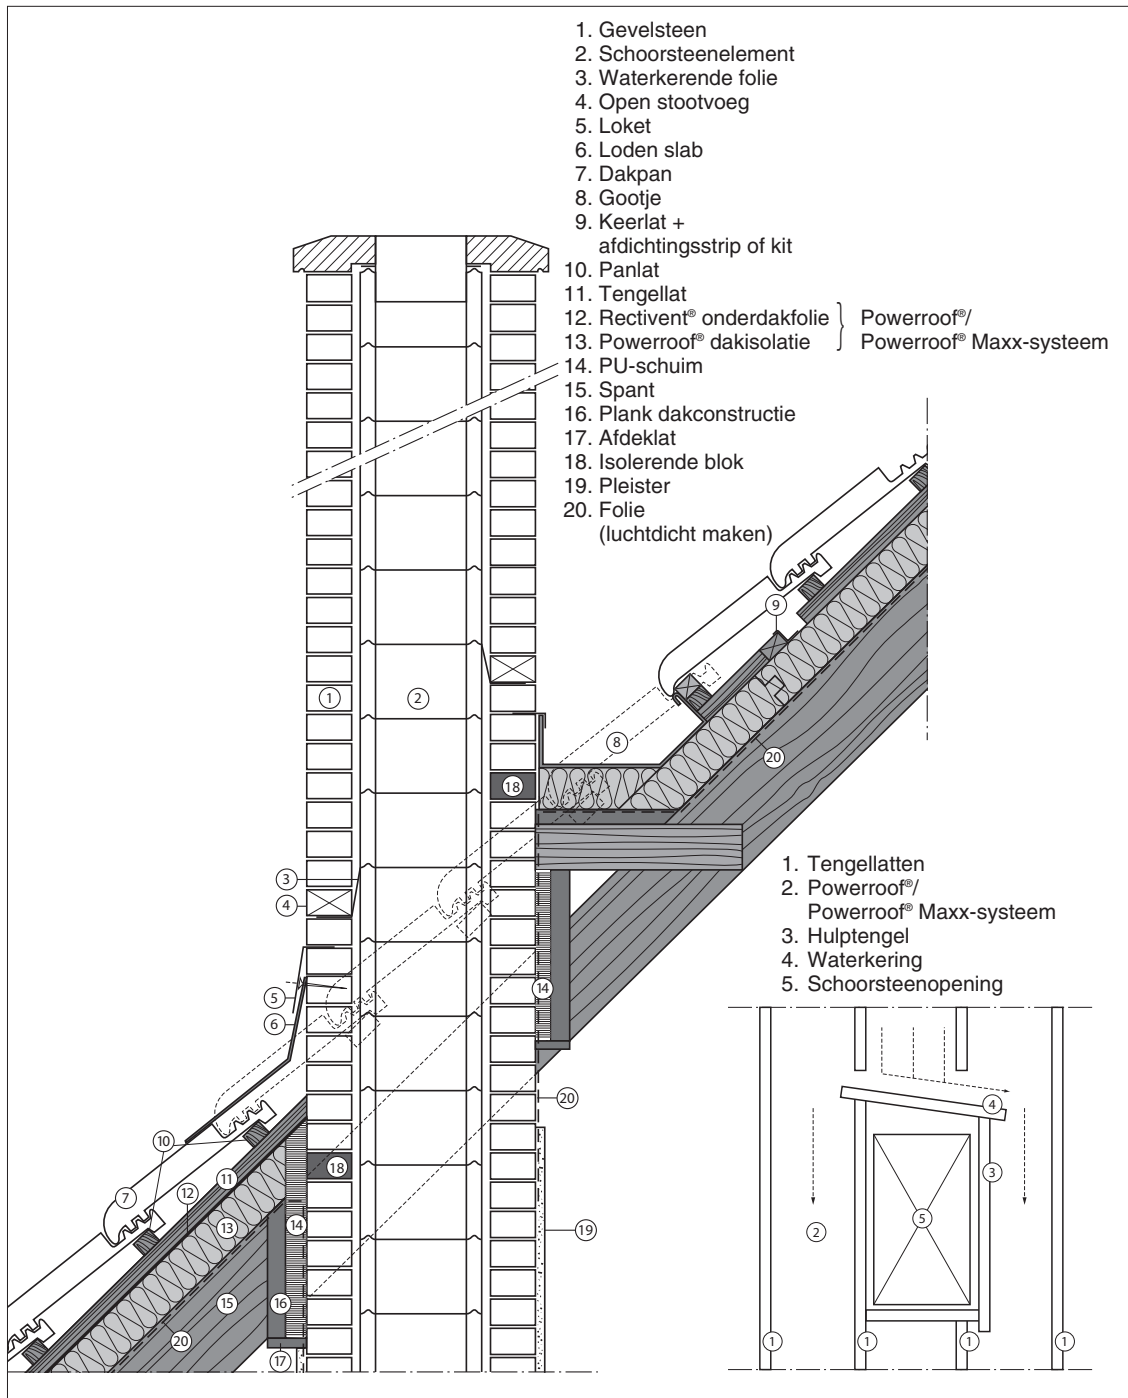 1. Gevelsteen
2. Schoorsteenelement
3. Waterkerende folie
4. Open stootvoeg
5. Loket
6. Loden slab
7. Dakpan
8. Gootje
9. Keerlat +
afdichtingsstrip of kit
10. Panlat
11. Tengellat
12. Rectivent® onderdakfolie } Powerroof®/
13. Powerroof® dakisolatie Powerroof® Maxx-systeem
14. PU-schuim
15. Spant
16. Plank dakconstructie
17. Afdeklat
18. Isolerende blok
19. Pleister
20. Folie
(luchtdicht maken)
9
1
2
8
20
18
3
4
5
6
14
20
10
18
7
12
11
13
14
19
15
16
20
17
1. Tengellatten
2. Powerroof®/
Powerroof® Maxx-systeem
3. Hulptengel
4. Waterkering
5. Schoorsteenopening
4
3
5
2
1 1 1 1